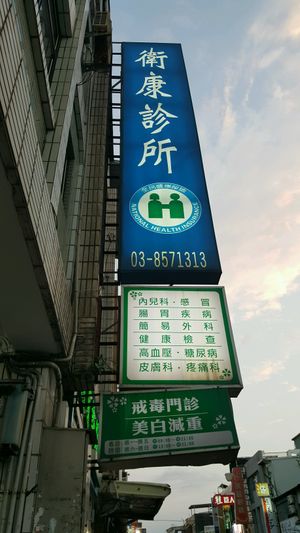 衛康診所
全民健康保險
NATIONAL HEALTH INSURANCE
03-8571313
內兒科·感冒
腸胃疾病
簡易外科
健康檢查
高血壓·糖尿病
皮膚科·疼痛科
戒毒門診
美白減重